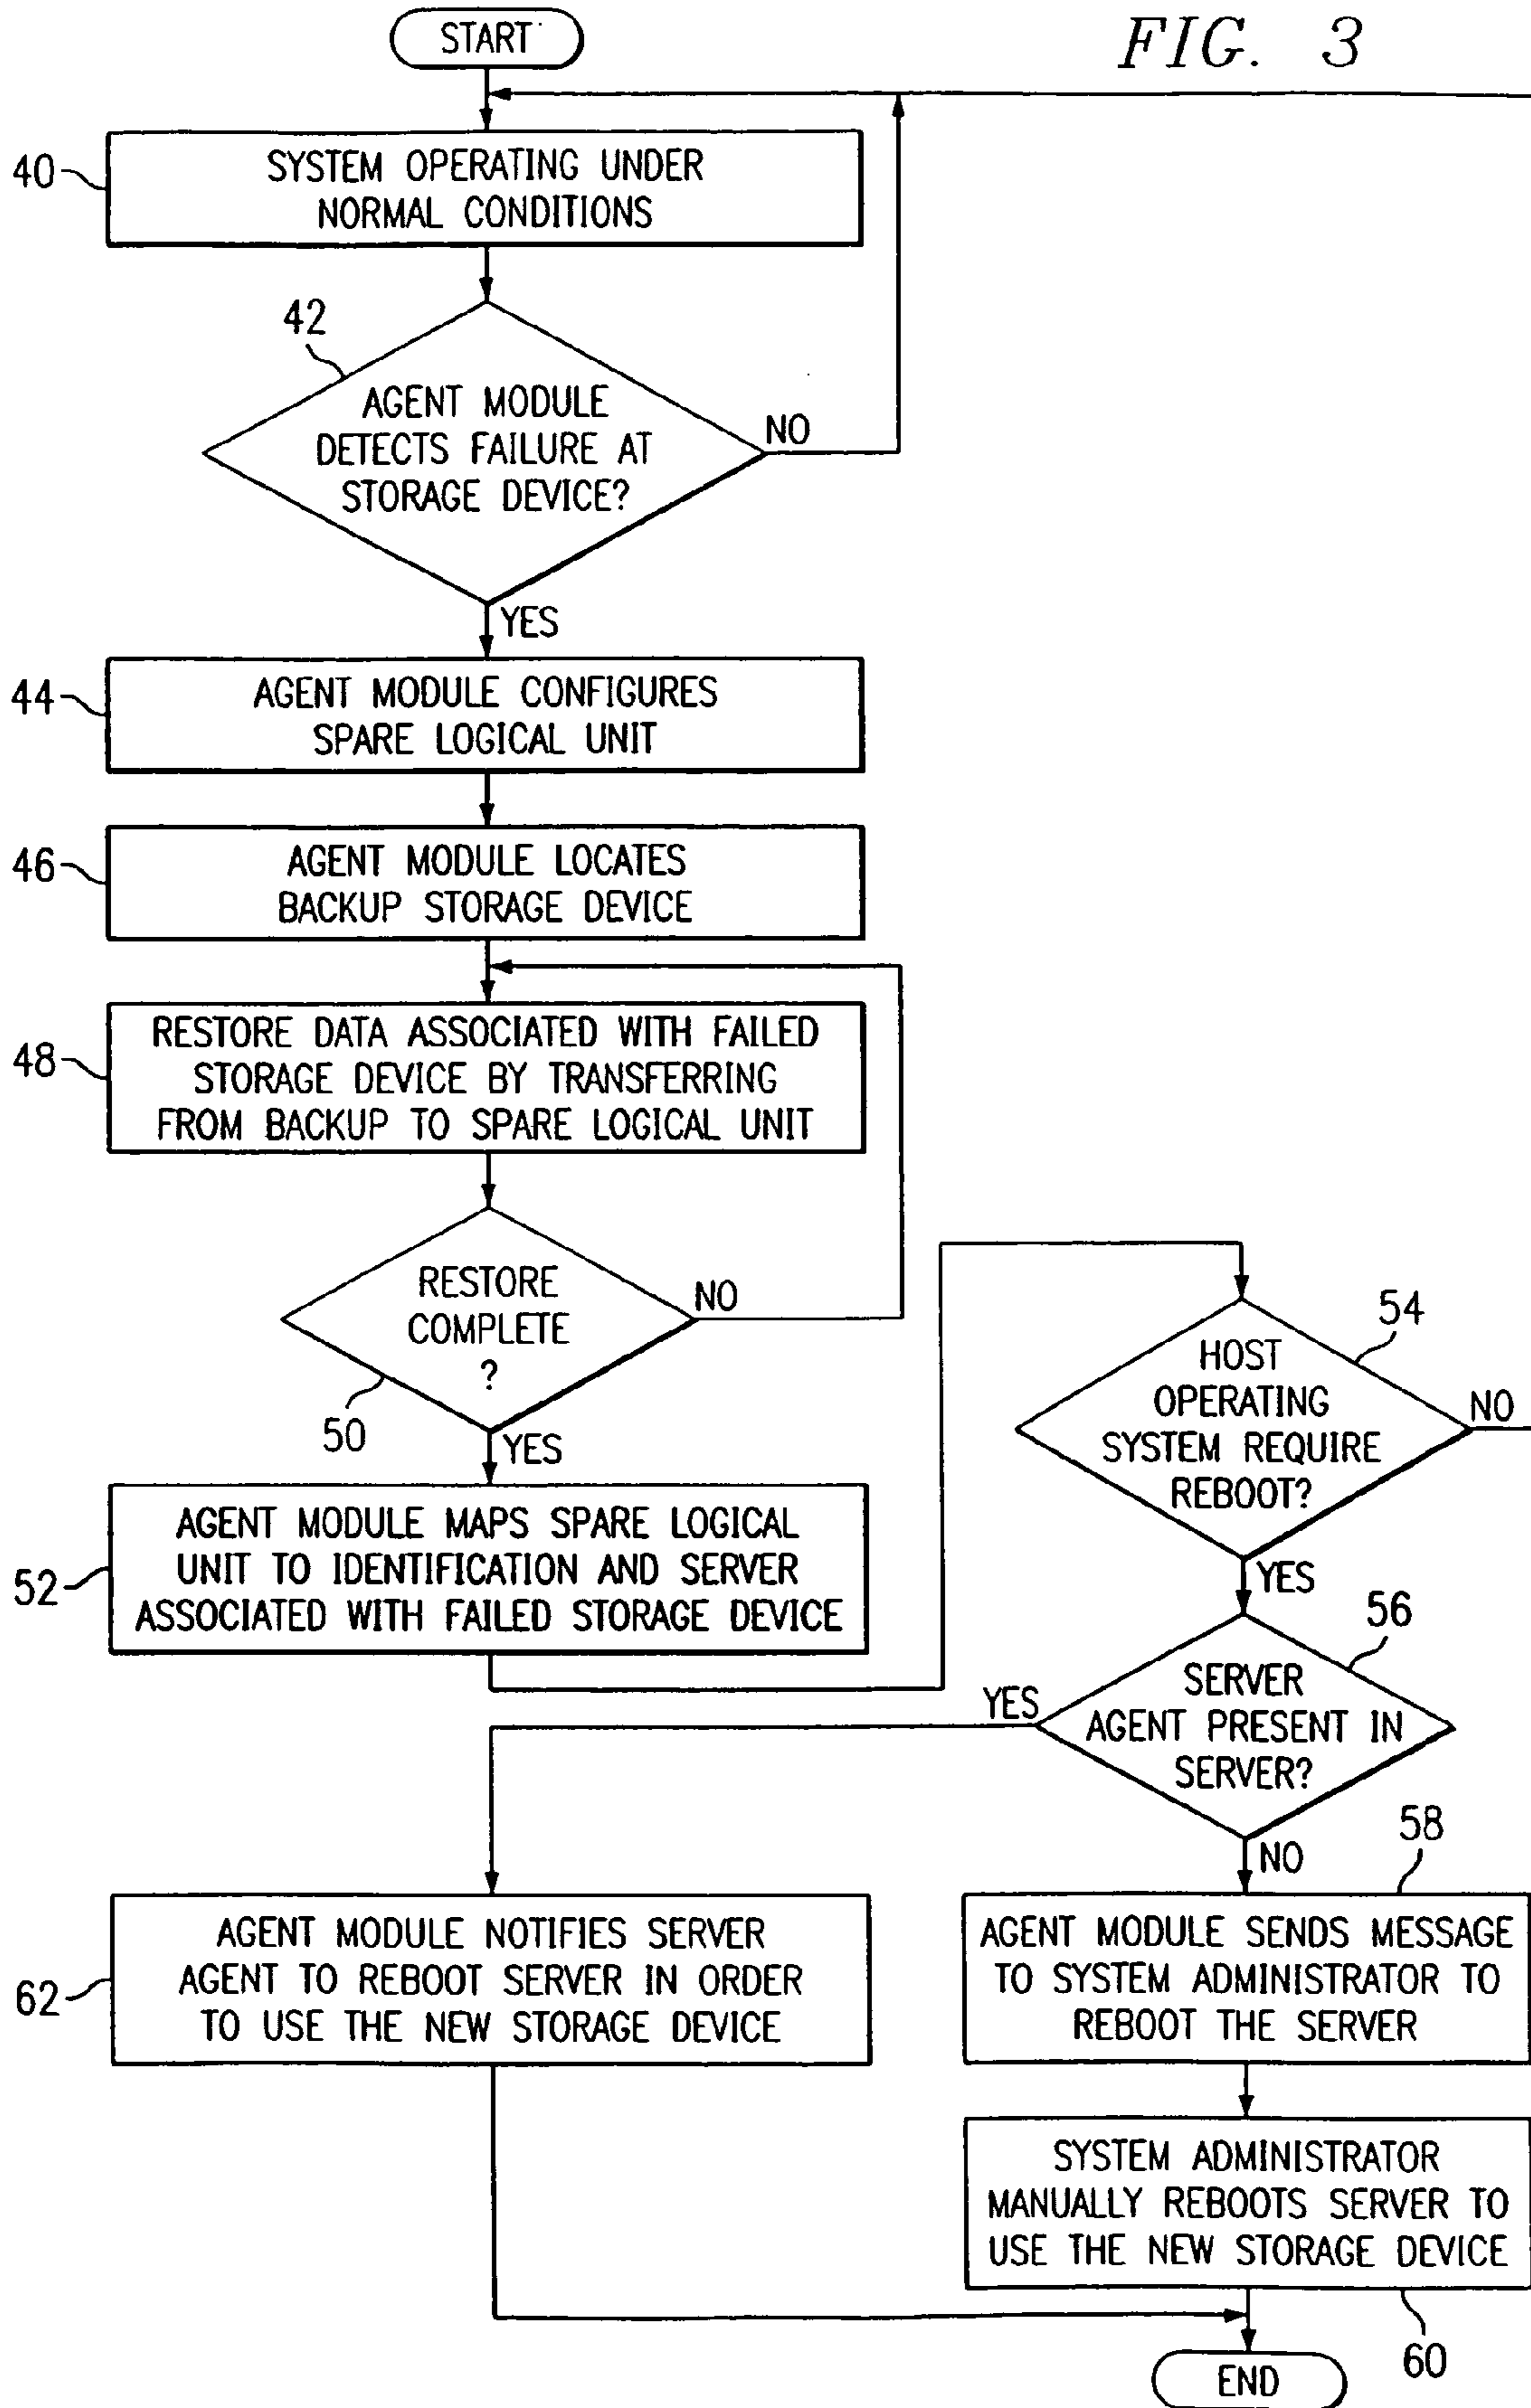 FIG. 3
START
40
SYSTEM OPERATING UNDER
NORMAL CONDITIONS
42
AGENT MODULE
DETECTS FAILURE AT
STORAGE DEVICE?
NO
YES
44
AGENT MODULE CONFIGURES
SPARE LOGICAL UNIT
46
AGENT MODULE LOCATES
BACKUP STORAGE DEVICE
48
RESTORE DATA ASSOCIATED WITH FAILED
STORAGE DEVICE BY TRANSFERRING
FROM BACKUP TO SPARE LOGICAL UNIT
RESTORE
COMPLETE
?
NO
50
YES
52
AGENT MODULE MAPS SPARE LOGICAL
UNIT TO IDENTIFICATION AND SERVER
ASSOCIATED WITH FAILED STORAGE DEVICE
54
HOST
OPERATING
SYSTEM REQUIRE
REBOOT?
NO
YES
56
SERVER
AGENT PRESENT IN
SERVER?
YES
NO
62
AGENT MODULE NOTIFIES SERVER
AGENT TO REBOOT SERVER IN ORDER
TO USE THE NEW STORAGE DEVICE
58
AGENT MODULE SENDS MESSAGE
TO SYSTEM ADMINISTRATOR TO
REBOOT THE SERVER
SYSTEM ADMINISTRATOR
MANUALLY REBOOTS SERVER TO
USE THE NEW STORAGE DEVICE
60
END